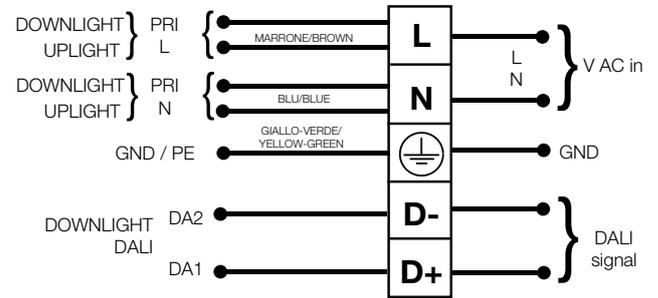 DOWNLIGHT } PRI {
UPLIGHT } L {
MARRONE/BROWN
L
L
N
} V AC in
DOWNLIGHT } PRI {
UPLIGHT } N {
BLU/BLUE
N
GND / PE
GIALLO-VERDE/
YELLOW-GREEN
GND
DOWNLIGHT
DALI
DA2
D-
DA1
D+
} DALI
signal